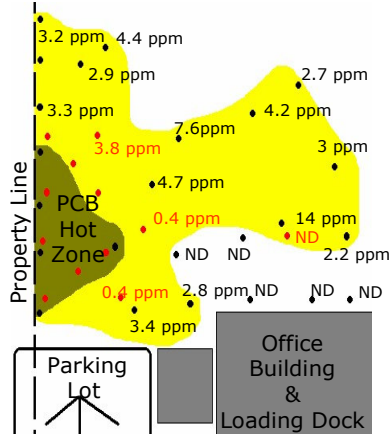 3.2 ppm
4.4 ppm
2.9 ppm
2.7 ppm
3.3 ppm
4.2 ppm
7.6ppm
3.8 ppm
3 ppm
4.7 ppm
PCB
Hot
Zone
0.4 ppm
14 ppm
ND
ND
ND
2.2 ppm
Property Line
0.4 ppm
2.8 ppm
ND
ND
ND
3.4 ppm
Parking
Lot
Office
Building
&
Loading Dock